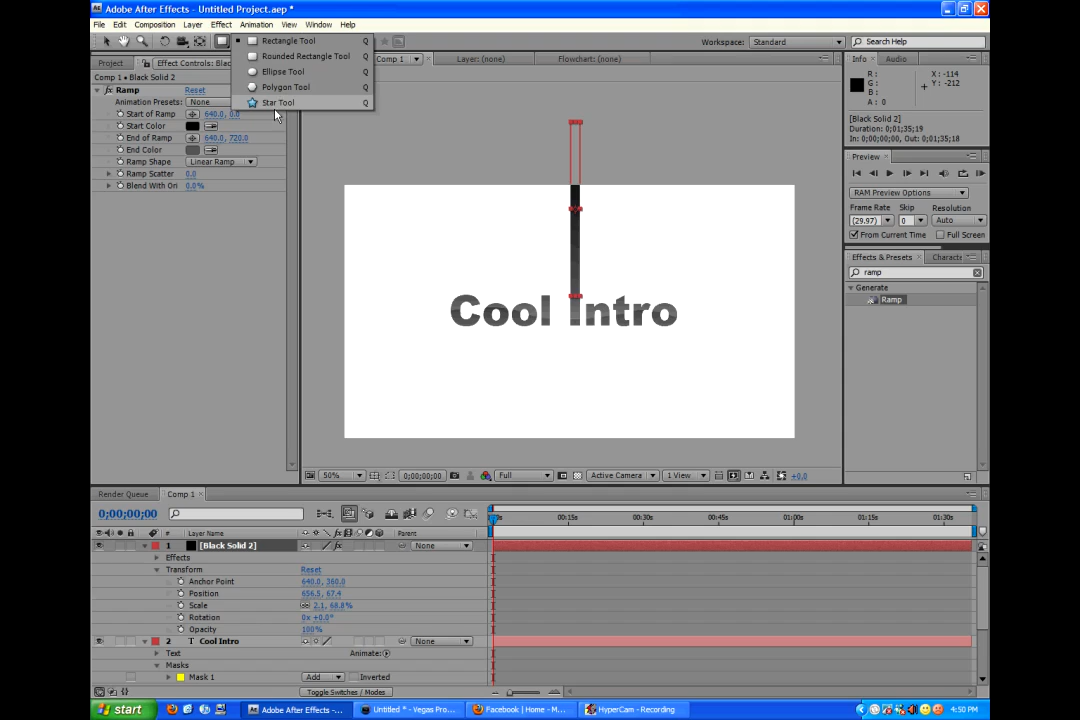 Adobe After Effects - Untitled Project.aep *
File Edit Composition Layer Effect Animation View Window Help
Workspace: Standard Search Help
Rectangle Tool Q
Rounded Rectangle Tool Q
Ellipse Tool Q
Polygon Tool Q
Star Tool Q
Project Effect Controls: Blac
Comp 1 Layer: (none) Flowchart: (none)
Comp 1 • Black Solid 2
Ramp Reset
Animation Presets: None
Start of Ramp 640.0, 0.0
Start Color
End of Ramp 640.0, 720.0
End Color
Ramp Shape Linear Ramp
Ramp Scatter 0.0
Blend With Ori 0.0%
Cool Intro
50% 0;00;00;00 Full Active Camera 1 View +0.0
Info Audio
R : X : -114
G : Y : -212
B :
A : 0
[Black Solid 2]
Duration: 0;01;35;19
In: 0;00;00;00, Out: 0;01;35;18
Preview
RAM Preview Options
Frame Rate Skip Resolution
(29.97) 0 Auto
From Current Time Full Screen
Effects & Presets Characte
ramp
Generate
Ramp
Render Queue Comp 1
0;00;00;00
# Layer Name Parent
00:15s 00:30s 00:45s 01:00s 01:15s 01:30s
1 [Black Solid 2] None
Effects
Transform Reset
Anchor Point 640.0, 360.0
Position 656.5, 67.4
Scale 2.1, 68.8%
Rotation 0x +0.0°
Opacity 100%
2 T Cool Intro None
Text Animate:
Masks
Mask 1 Add Inverted
Toggle Switches / Modes
start Adobe After Effects -... Untitled * - Vegas Pro... Facebook | Home - M... HyperCam - Recording 4:50 PM